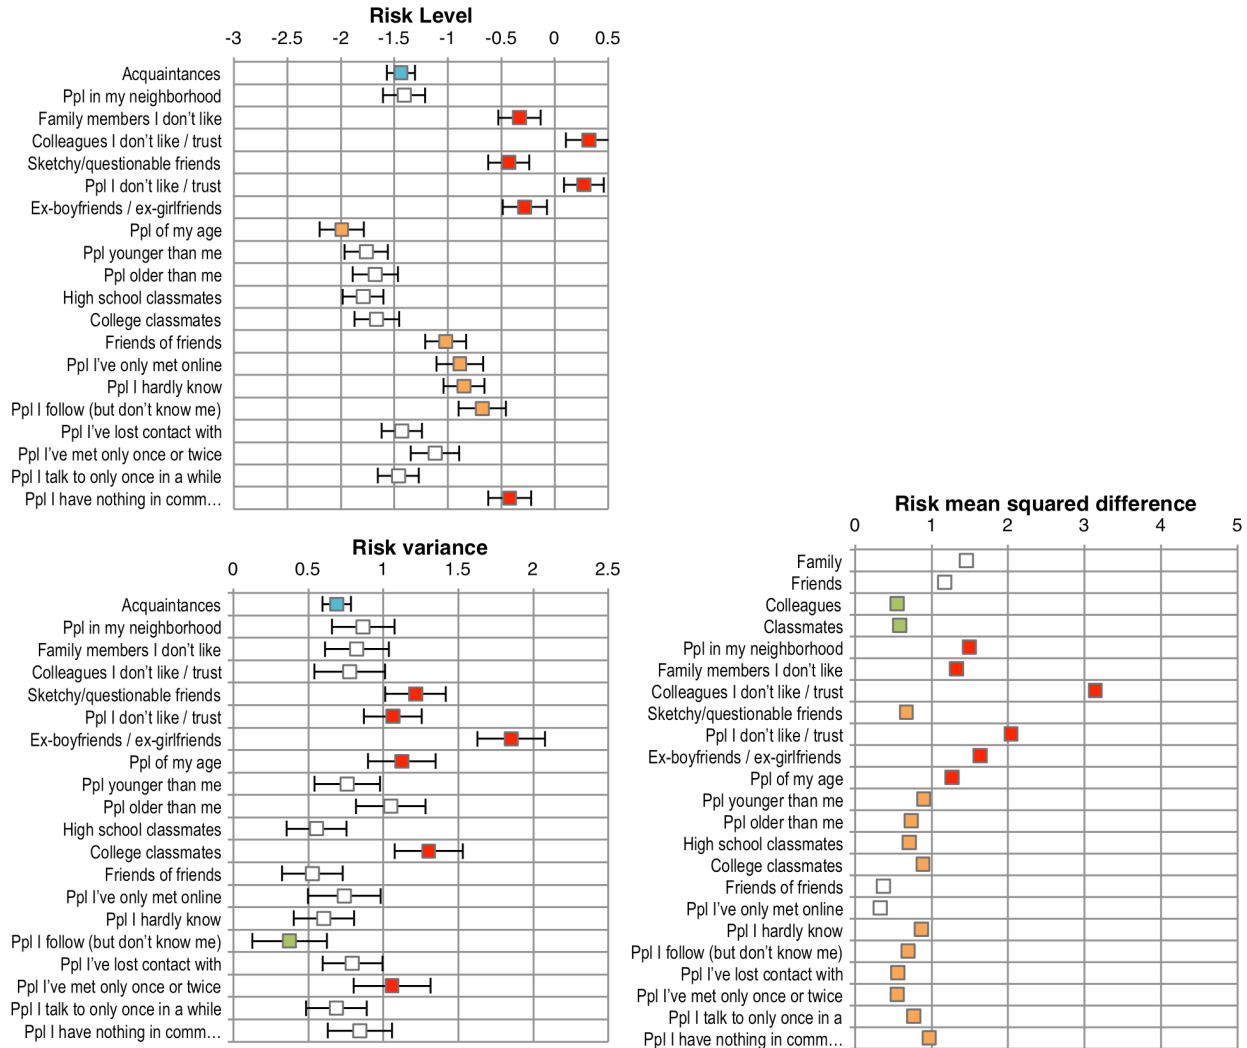 Risk Level
-3 -2.5 -2 -1.5 -1 -0.5 0 0.5
Acquaintances
Ppl in my neighborhood
Family members I don't like
Colleagues I don't like / trust
Sketchy/questionable friends
Ppl I don't like / trust
Ex-boyfriends / ex-girlfriends
Ppl of my age
Ppl younger than me
Ppl older than me
High school classmates
College classmates
Friends of friends
Ppl I've only met online
Ppl I hardly know
Ppl I follow (but don't know me)
Ppl I've lost contact with
Ppl I've met only once or twice
Ppl I talk to only once in a while
Ppl I have nothing in comm…
Risk variance
0 0.5 1 1.5 2 2.5
Acquaintances
Ppl in my neighborhood
Family members I don't like
Colleagues I don't like / trust
Sketchy/questionable friends
Ppl I don't like / trust
Ex-boyfriends / ex-girlfriends
Ppl of my age
Ppl younger than me
Ppl older than me
High school classmates
College classmates
Friends of friends
Ppl I've only met online
Ppl I hardly know
Ppl I follow (but don't know me)
Ppl I've lost contact with
Ppl I've met only once or twice
Ppl I talk to only once in a while
Ppl I have nothing in comm…
Risk mean squared difference
0 1 2 3 4 5
Family
Friends
Colleagues
Classmates
Ppl in my neighborhood
Family members I don't like
Colleagues I don't like / trust
Sketchy/questionable friends
Ppl I don't like / trust
Ex-boyfriends / ex-girlfriends
Ppl of my age
Ppl younger than me
Ppl older than me
High school classmates
College classmates
Friends of friends
Ppl I've only met online
Ppl I hardly know
Ppl I follow (but don't know me)
Ppl I've lost contact with
Ppl I've met only once or twice
Ppl I talk to only once in a
Ppl I have nothing in comm…